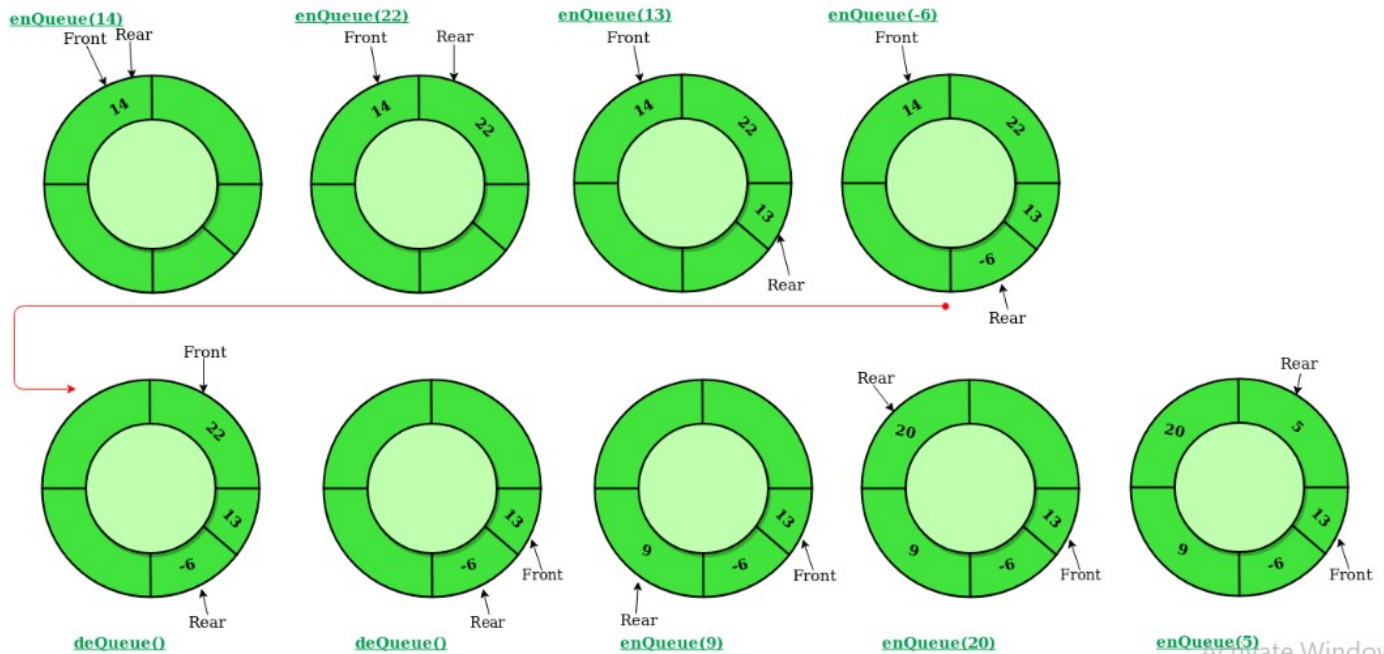 enQueue(14)
enQueue(22)
enQueue(13)
enQueue(-6)
Front Rear
Front Rear
Front
Front
14
14
22
14
22
14
22
13
13
-6
Rear
Rear
Front
Rear
Front
Rear
22
20
20
5
13
13
9
13
9
13
9
13
-6
-6
-6
-6
-6
Front
Front
Front
Front
Rear
Rear
Rear
deQueue()
deQueue()
enQueue(9)
enQueue(20)
enQueue(5)
Activate Window